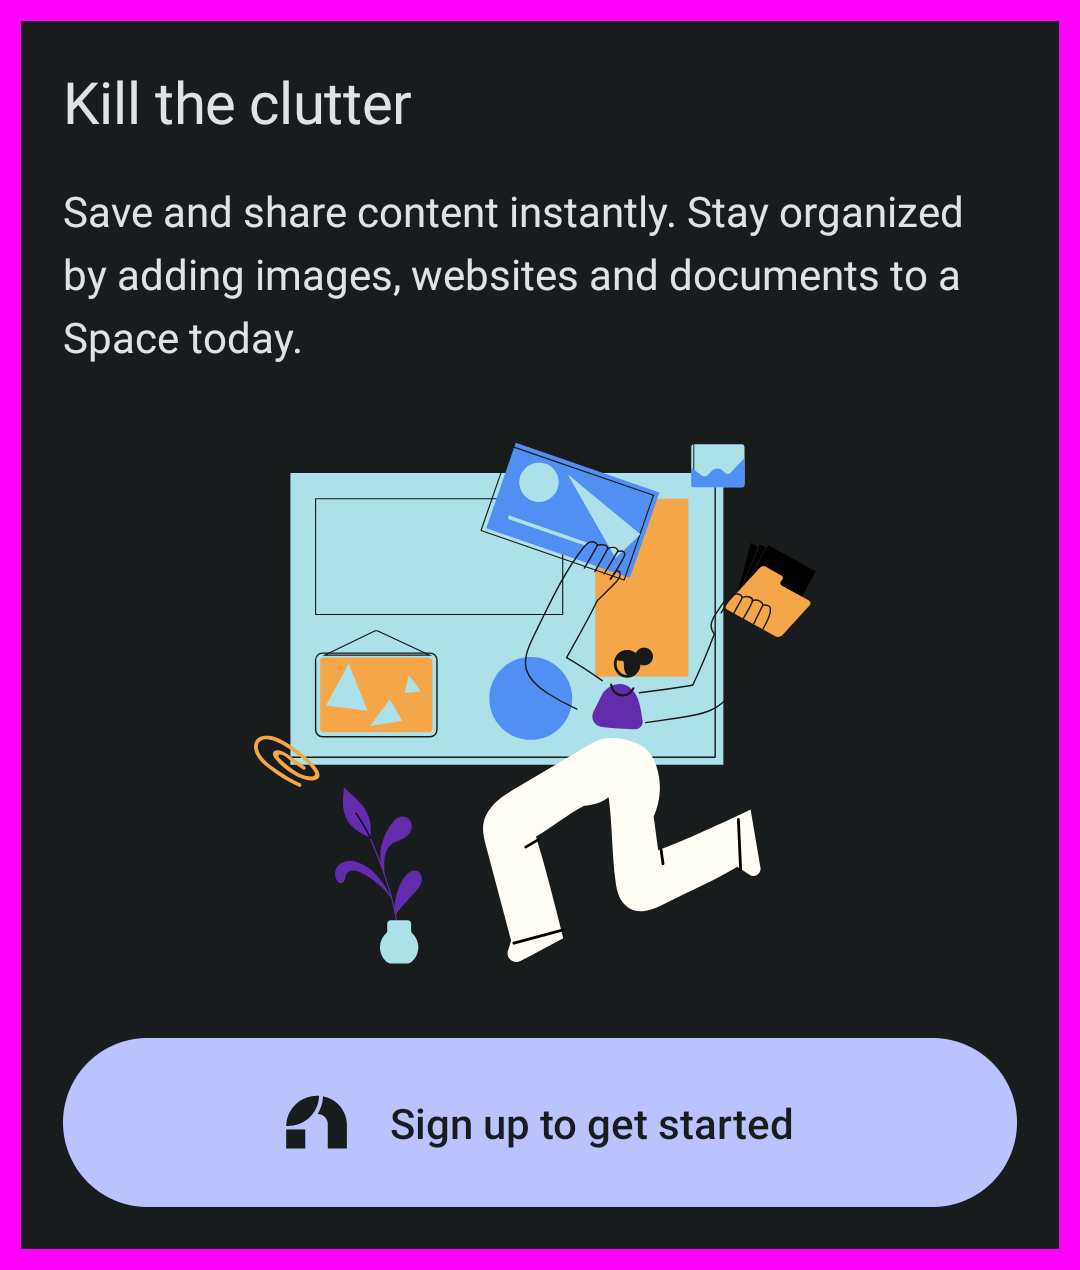 Kill the clutter
Save and share content instantly. Stay organized
by adding images, websites and documents to a
Space today.
Sign up to get started